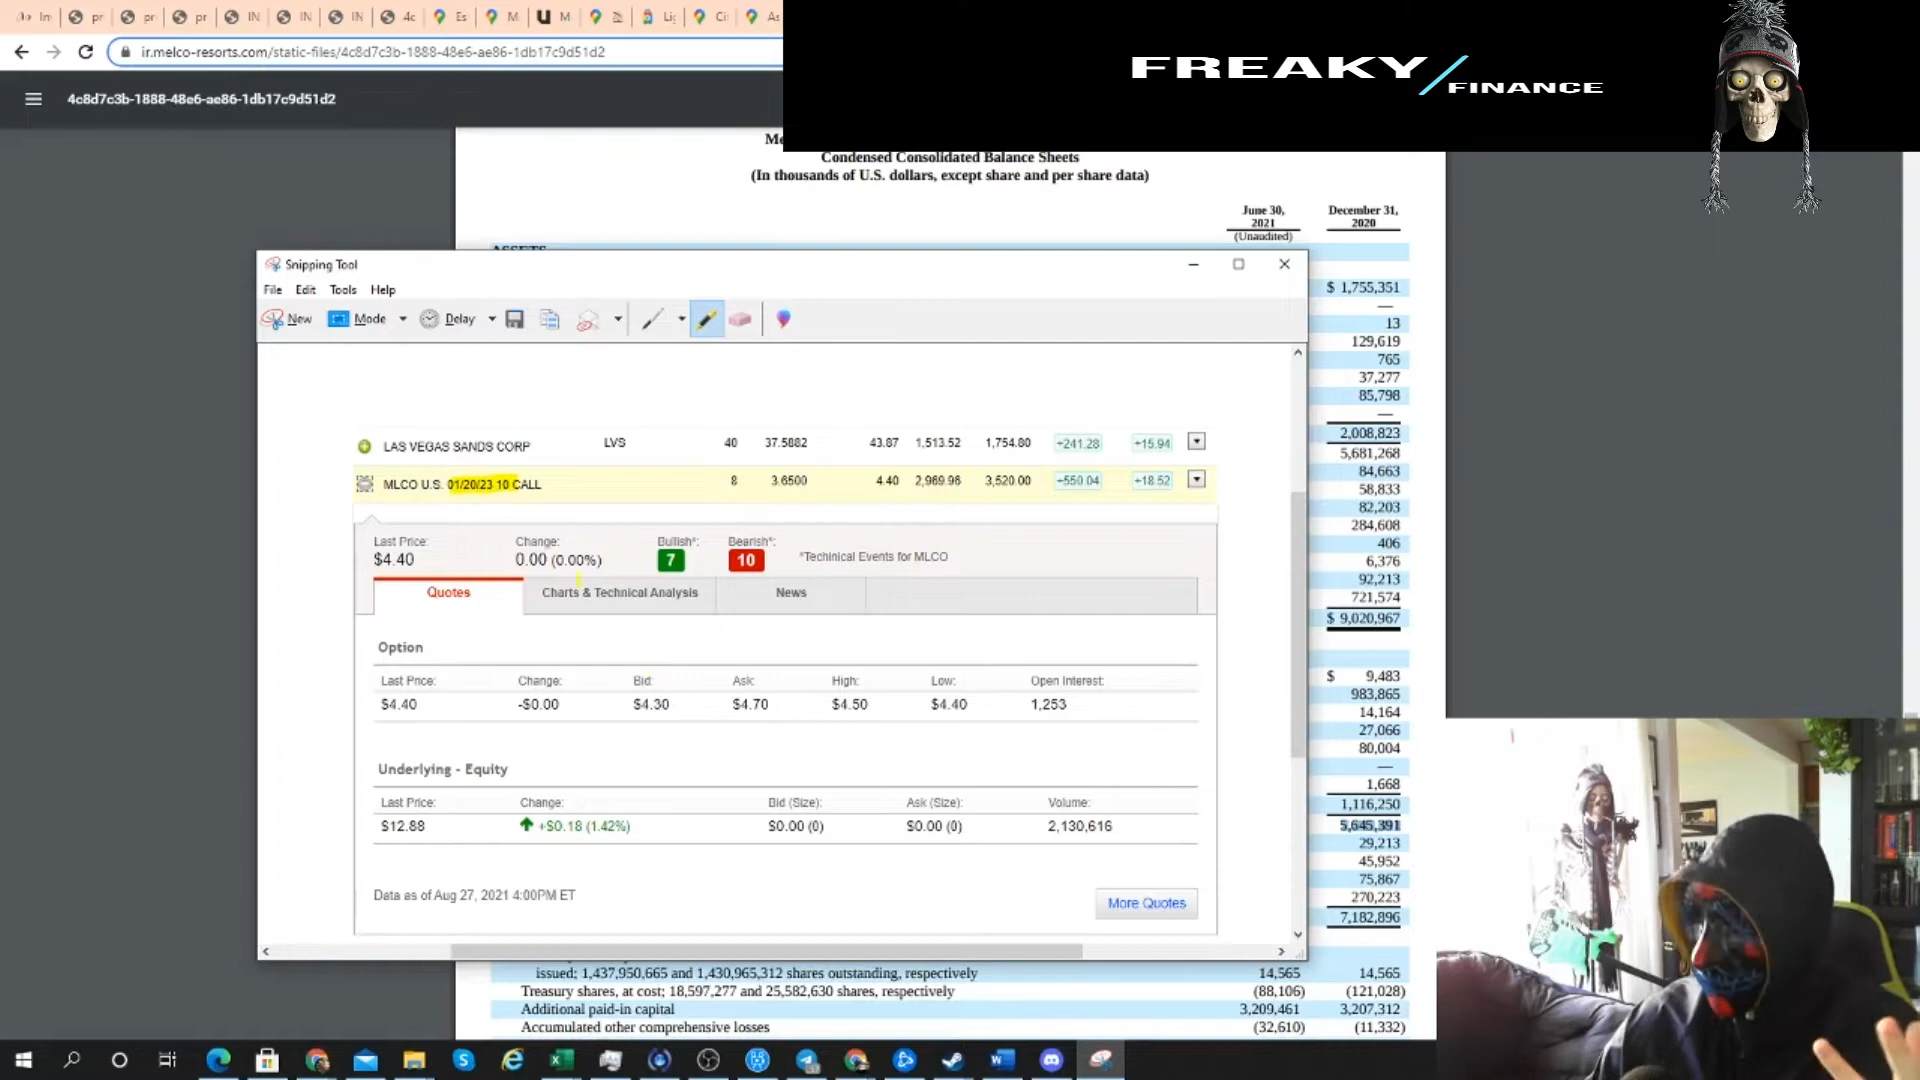 Im
pr
pr
pr
IN
IN
IN
4c
Es
M
M
Li
Ci
As
ir.melco-resorts.com/static-files/4c8d7c3b-1888-48e6-ae86-1db17c9d51d2
FREAKY/FINANCE
4c8d7c3b-1888-48e6-ae86-1db17c9d51d2
Me
Condensed Consolidated Balance Sheets
(In thousands of U.S. dollars, except share and per share data)
June 30, December 31,
2021 2020
(Unaudited)
ASSETS
Snipping Tool
File Edit Tools Help
New Mode Delay
$ 1,755,351
—
13
129,619
765
37,277
85,798
—
2,008,823
5,681,268
84,663
58,833
82,203
284,608
406
6,376
92,213
721,574
$ 9,020,967
$ 9,483
983,865
14,164
27,066
80,004
—
1,668
1,116,250
5,645,391
29,213
45,952
75,867
270,223
7,182,896
LAS VEGAS SANDS CORP LVS 40 37.5882 43.87 1,513.52 1,754.80 +241.28 +15.94
MLCO U.S. 01/20/23 10 CALL 8 3.6500 4.40 2,969.96 3,520.00 +550.04 +18.52
Last Price: Change: Bullish*: Bearish*:
$4.40 0.00 (0.00%) 7 10 *Techinical Events for MLCO
Quotes Charts & Technical Analysis News
Option
Last Price: Change: Bid: Ask: High: Low: Open Interest:
$4.40 -$0.00 $4.30 $4.70 $4.50 $4.40 1,253
Underlying - Equity
Last Price: Change: Bid (Size): Ask (Size): Volume:
$12.88 +$0.18 (1.42%) $0.00 (0) $0.00 (0) 2,130,616
Data as of Aug 27, 2021 4:00PM ET
More Quotes
issued; 1,437,950,665 and 1,430,965,312 shares outstanding, respectively 14,565 14,565
Treasury shares, at cost; 18,597,277 and 25,582,630 shares, respectively (88,106) (121,028)
Additional paid-in capital 3,209,461 3,207,312
Accumulated other comprehensive losses (32,610) (11,332)